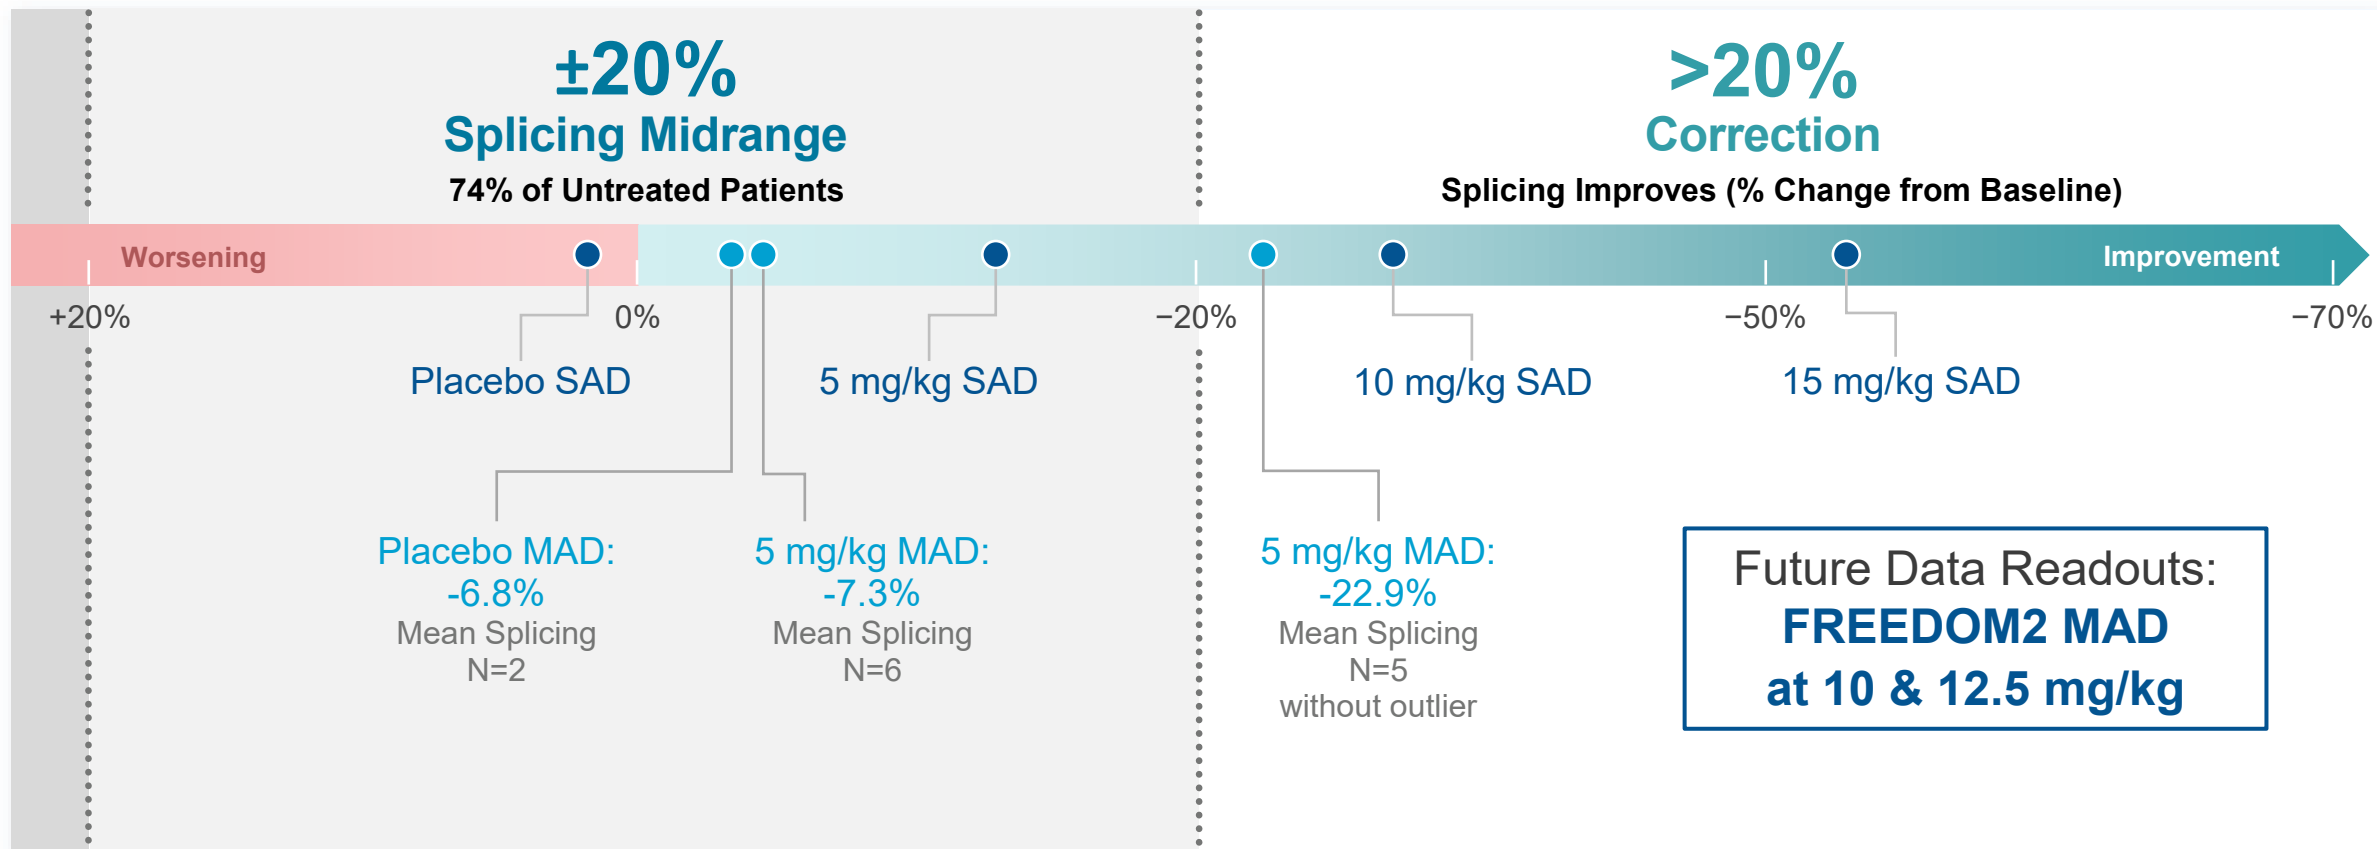 ±20%
Splicing Midrange
74% of Untreated Patients
>20%
Correction
Splicing Improves (% Change from Baseline)
Worsening
Improvement
+20%
0%
−20%
−50%
−70%
Placebo SAD
5 mg/kg SAD
10 mg/kg SAD
15 mg/kg SAD
Placebo MAD:
-6.8%
Mean Splicing
N=2
5 mg/kg MAD:
-7.3%
Mean Splicing
N=6
5 mg/kg MAD:
-22.9%
Mean Splicing
N=5
without outlier
Future Data Readouts:
FREEDOM2 MAD
at 10 & 12.5 mg/kg